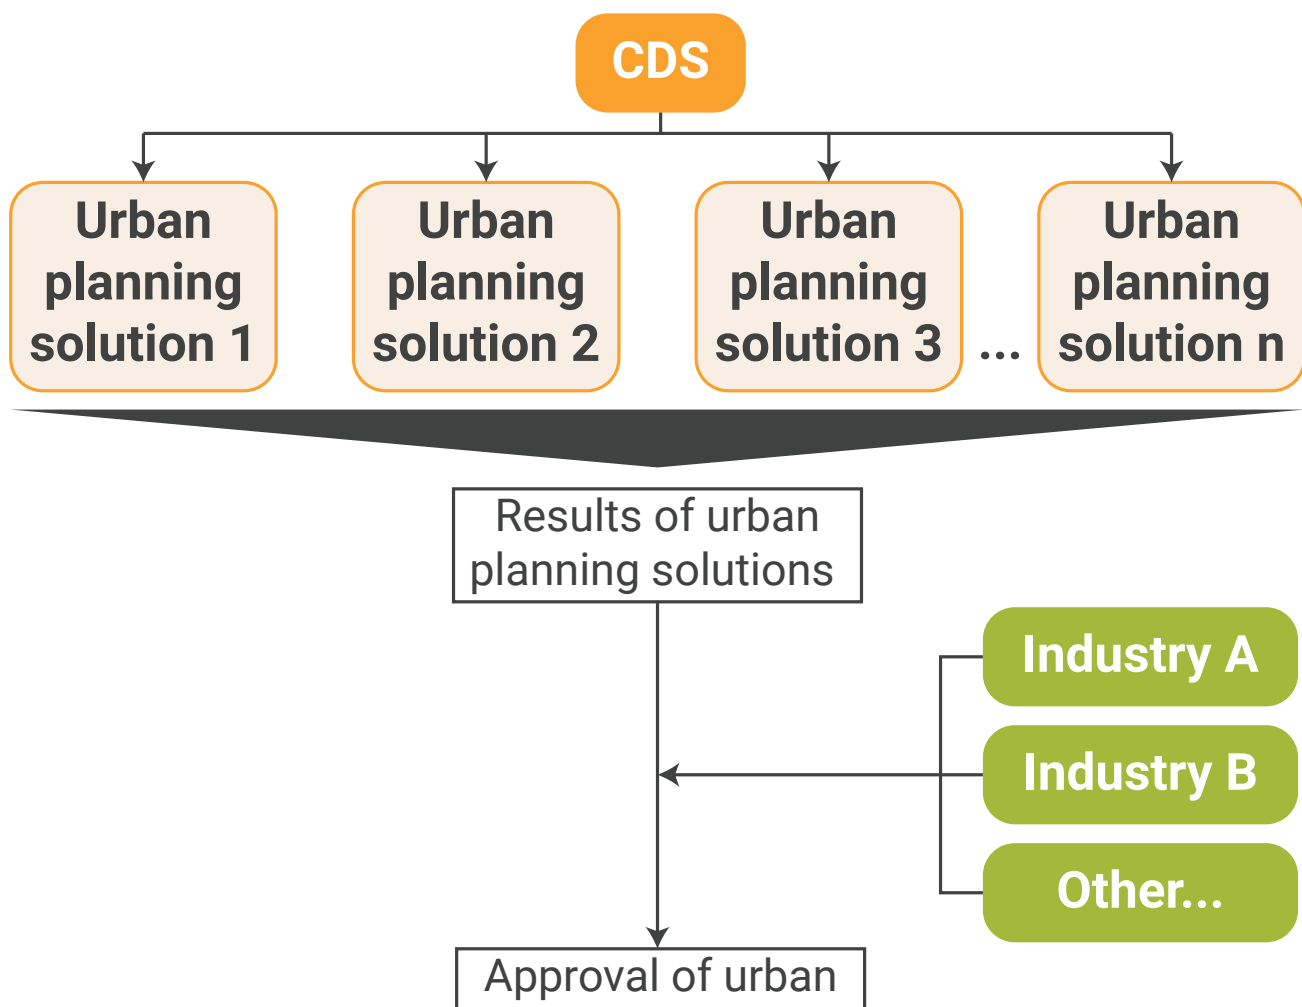 CDS
Urban
planning
solution 1
Urban
planning
solution 2
Urban
planning
solution 3
...
Urban
planning
solution n
Results of urban
planning solutions
Industry A
Industry B
Other...
Approval of urban